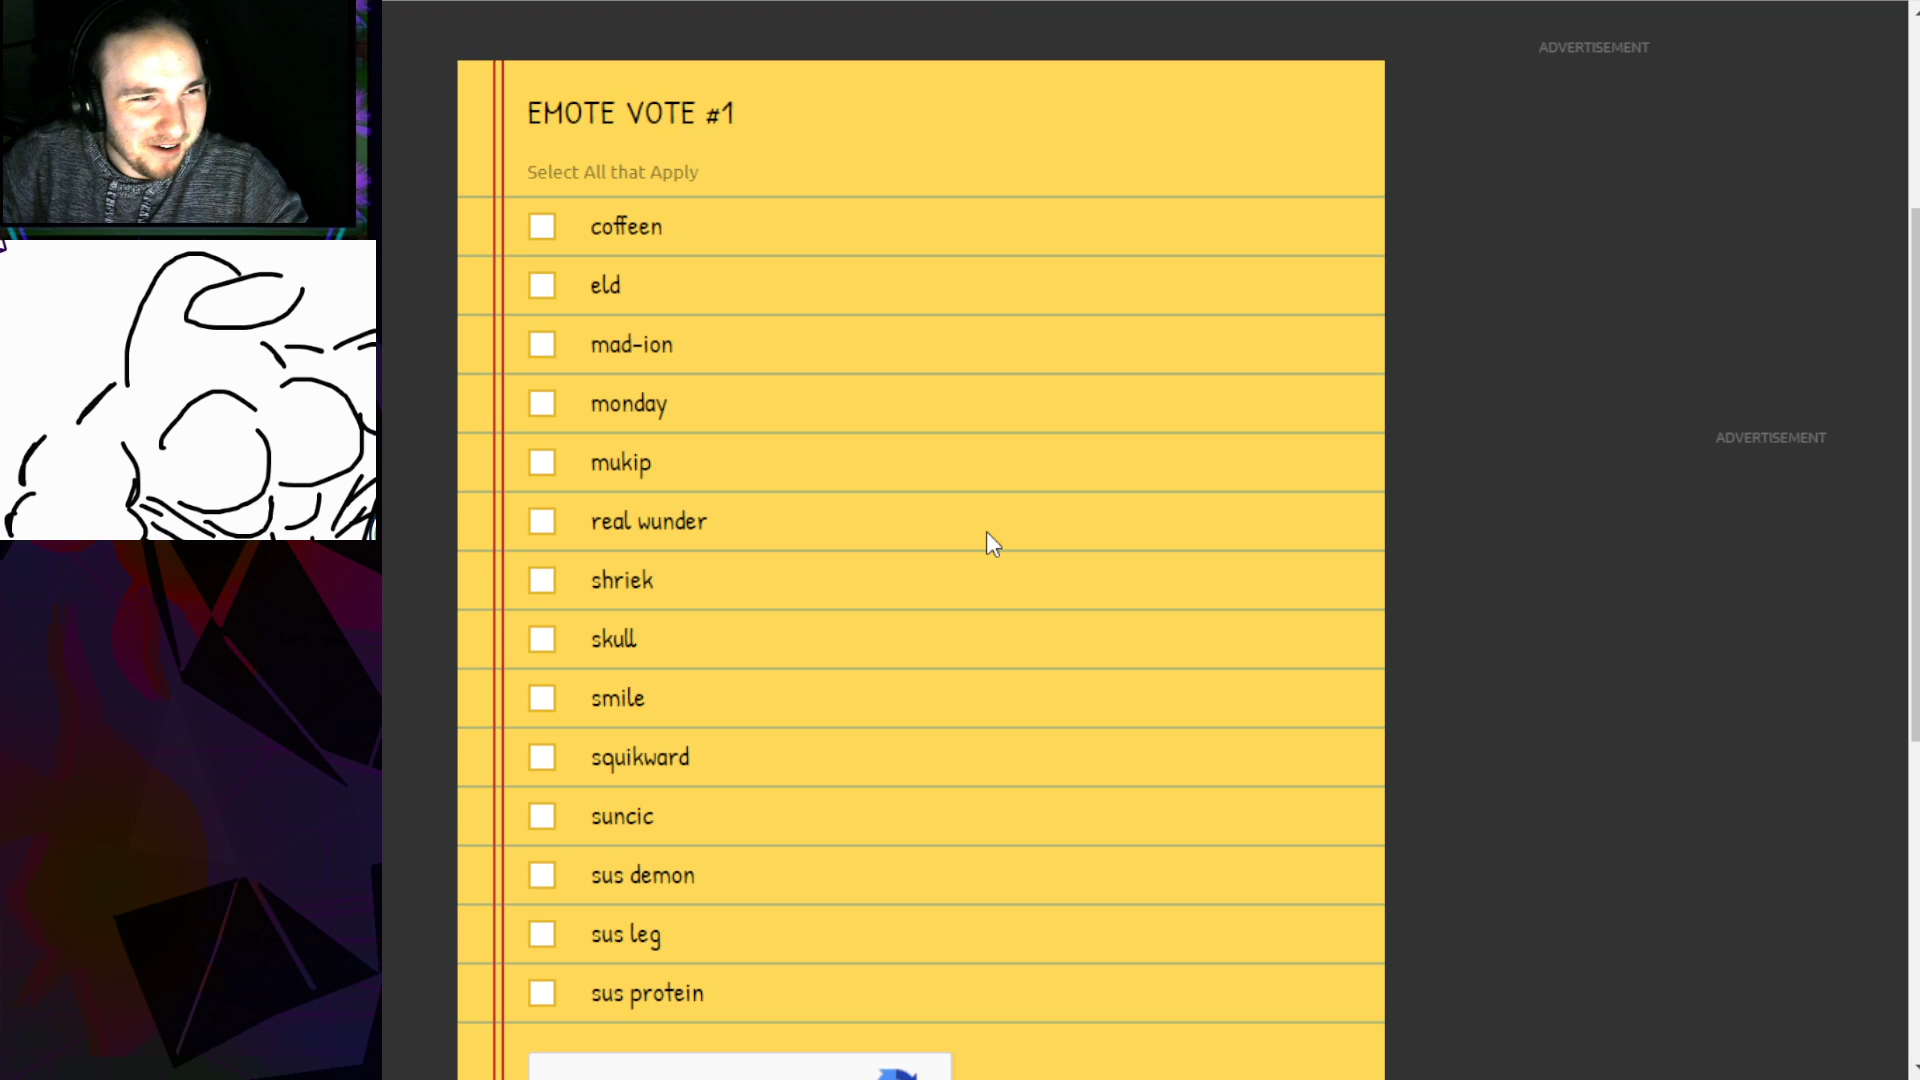 ADVERTISEMENT
EMOTE VOTE #1
Select All that Apply
coffeen
eld
mad-ion
monday
ADVERTISEMENT
mukip
real wunder
shriek
skull
smile
squikward
suncic
sus demon
sus leg
sus protein